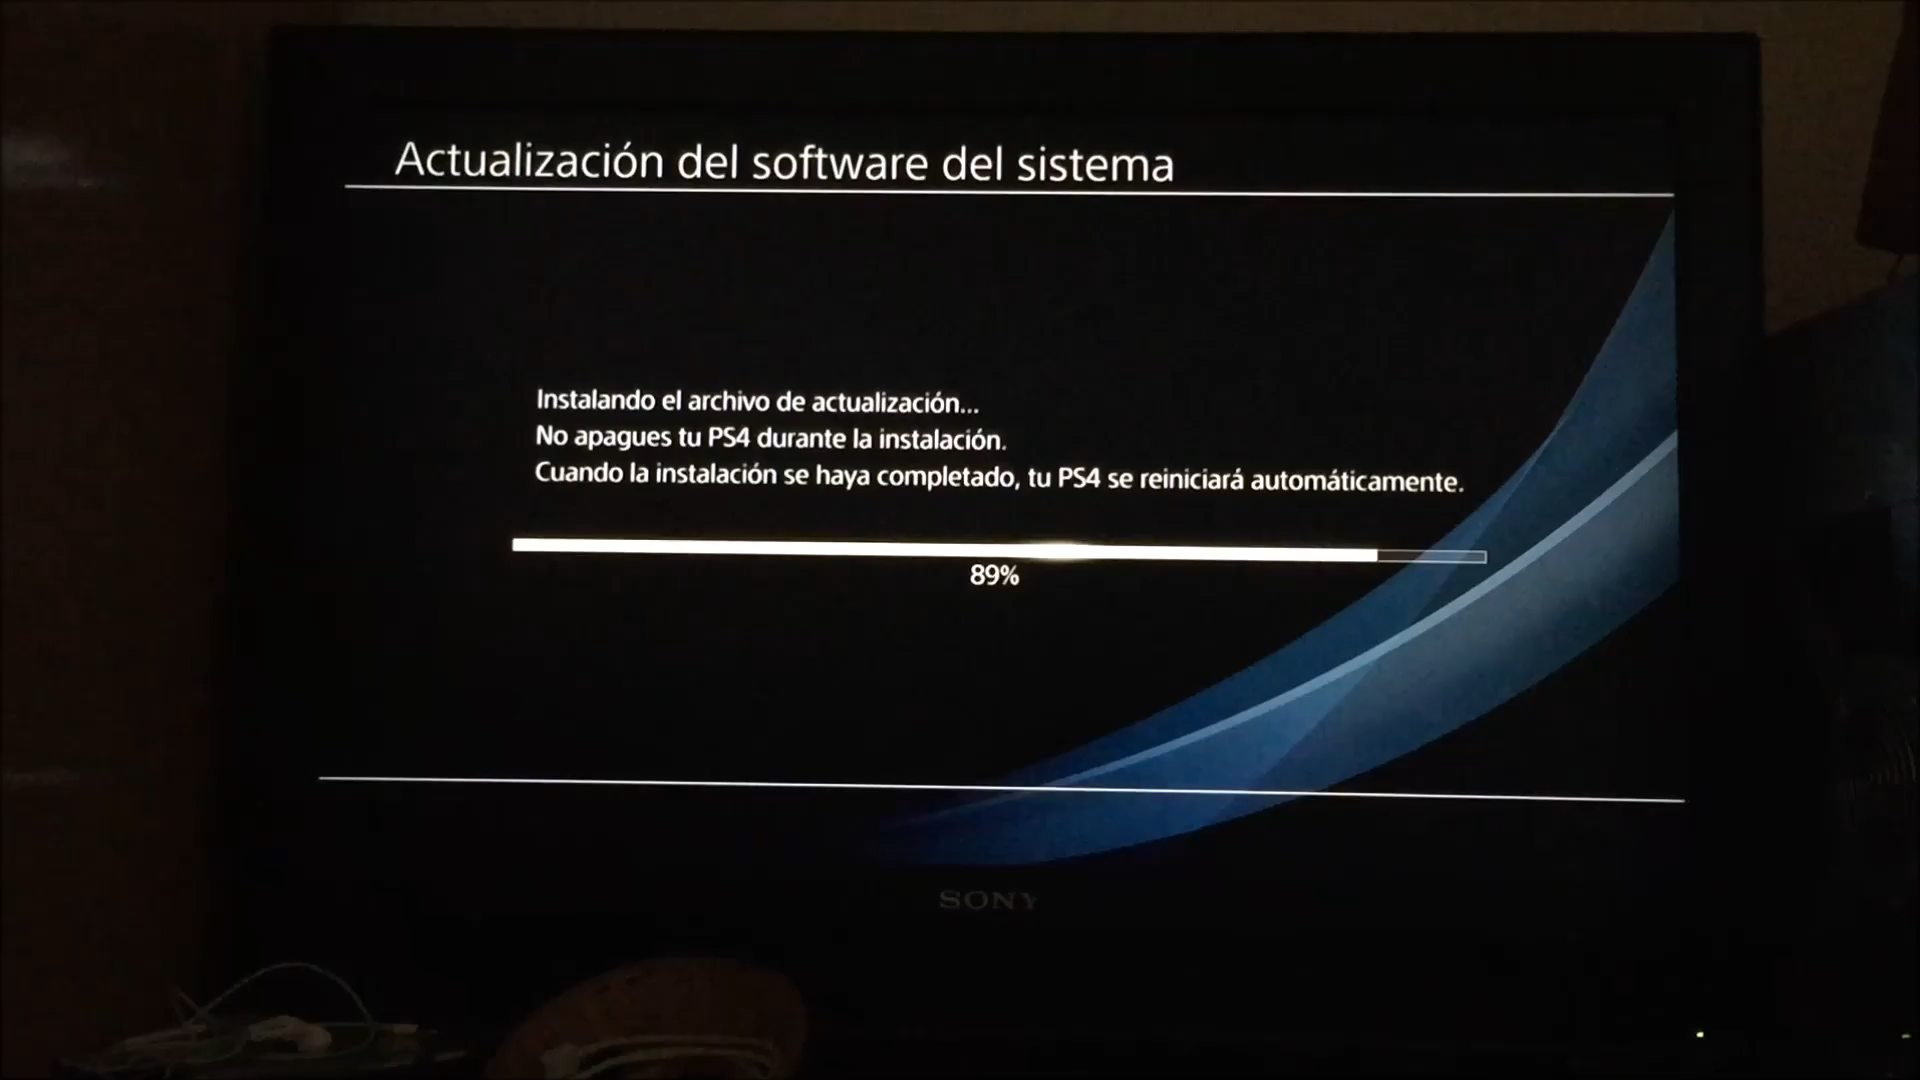 Actualización del software del sistema
Instalando el archivo de actualización...
No apagues tu PS4 durante la instalación.
Cuando la instalación se haya completado, tu PS4 se reiniciará automáticamente.
89%
SONY